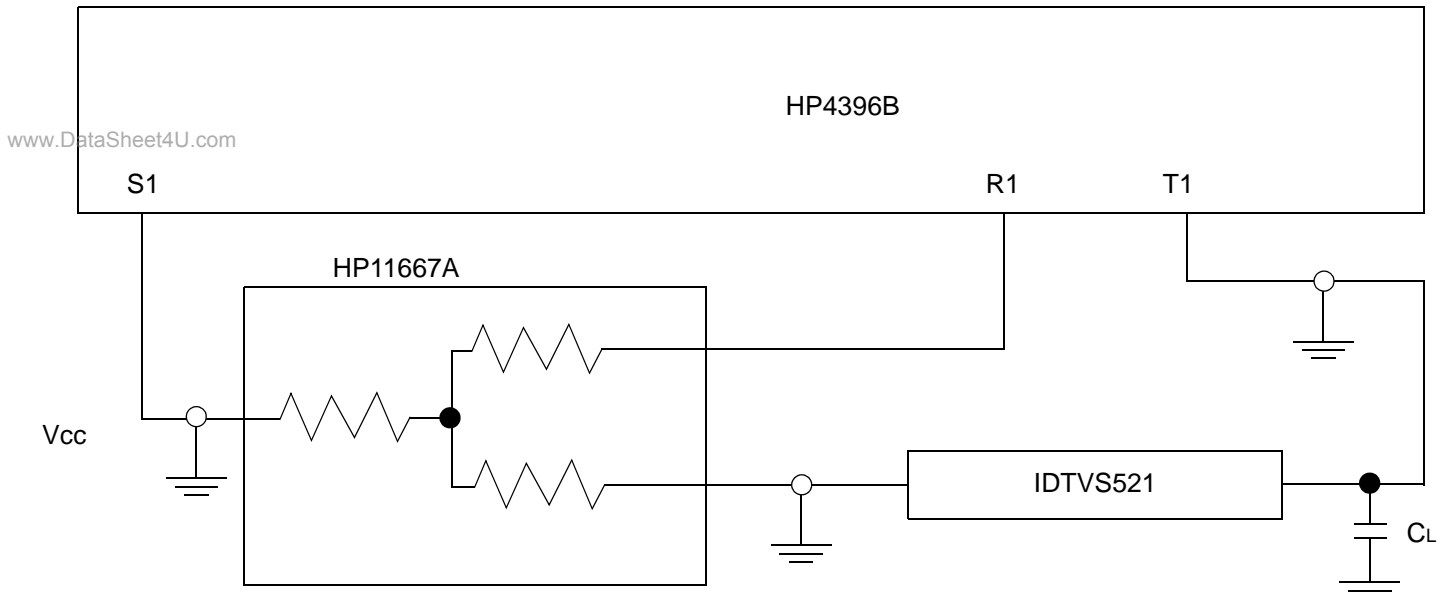 HP4396B
www.DataSheet4U.com
S1
R1
T1
HP11667A
Vcc
IDTVS521
CL